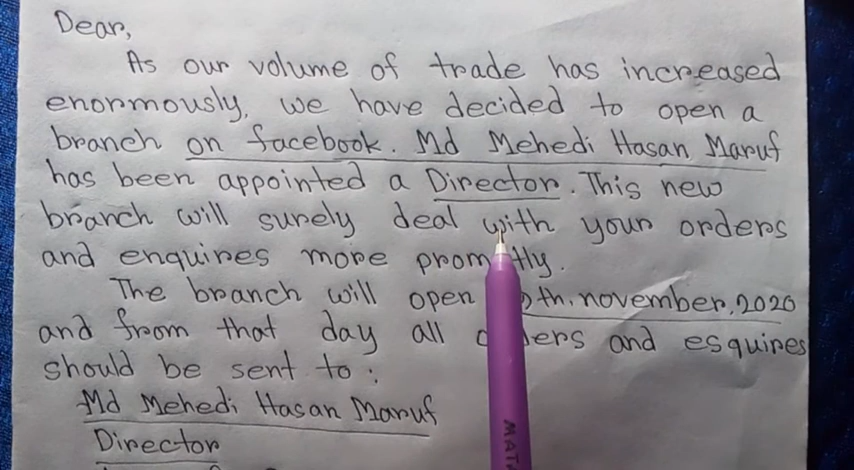 Dear,
As our volume of trade has increased
enormously, we have decided to open a
branch on facebook. Md Mehedi Hasan Maruf
has been appointed a Director. This new
branch will surely deal with your orders
and enquires more promtly.
The branch will open november, 2020
and from that day all and esquires
should be sent to:
Md Mehedi Hasan Maruf
Director
MAT